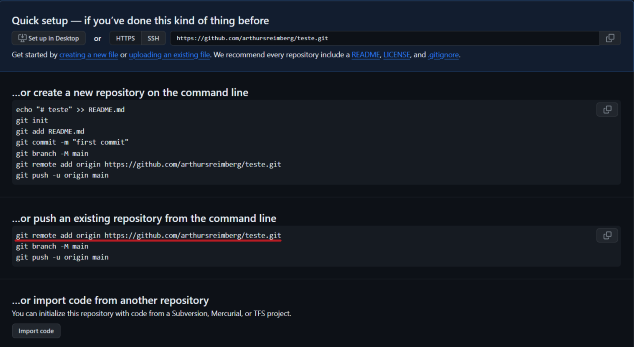 Quick setup — if you've done this kind of thing before
Set up in Desktop or HTTPS SSH https://github.com/arthursreimberg/teste.git
Get started by creating a new file or uploading an existing file. We recommend every repository include a README, LICENSE, and .gitignore.
...or create a new repository on the command line
echo "# teste" >> README.md
git init
git add README.md
git commit -m "first commit"
git branch -M main
git remote add origin https://github.com/arthursreimberg/teste.git
git push -u origin main
...or push an existing repository from the command line
git remote add origin https://github.com/arthursreimberg/teste.git
git branch -M main
git push -u origin main
...or import code from another repository
You can initialize this repository with code from a Subversion, Mercurial, or TFS project.
Import code